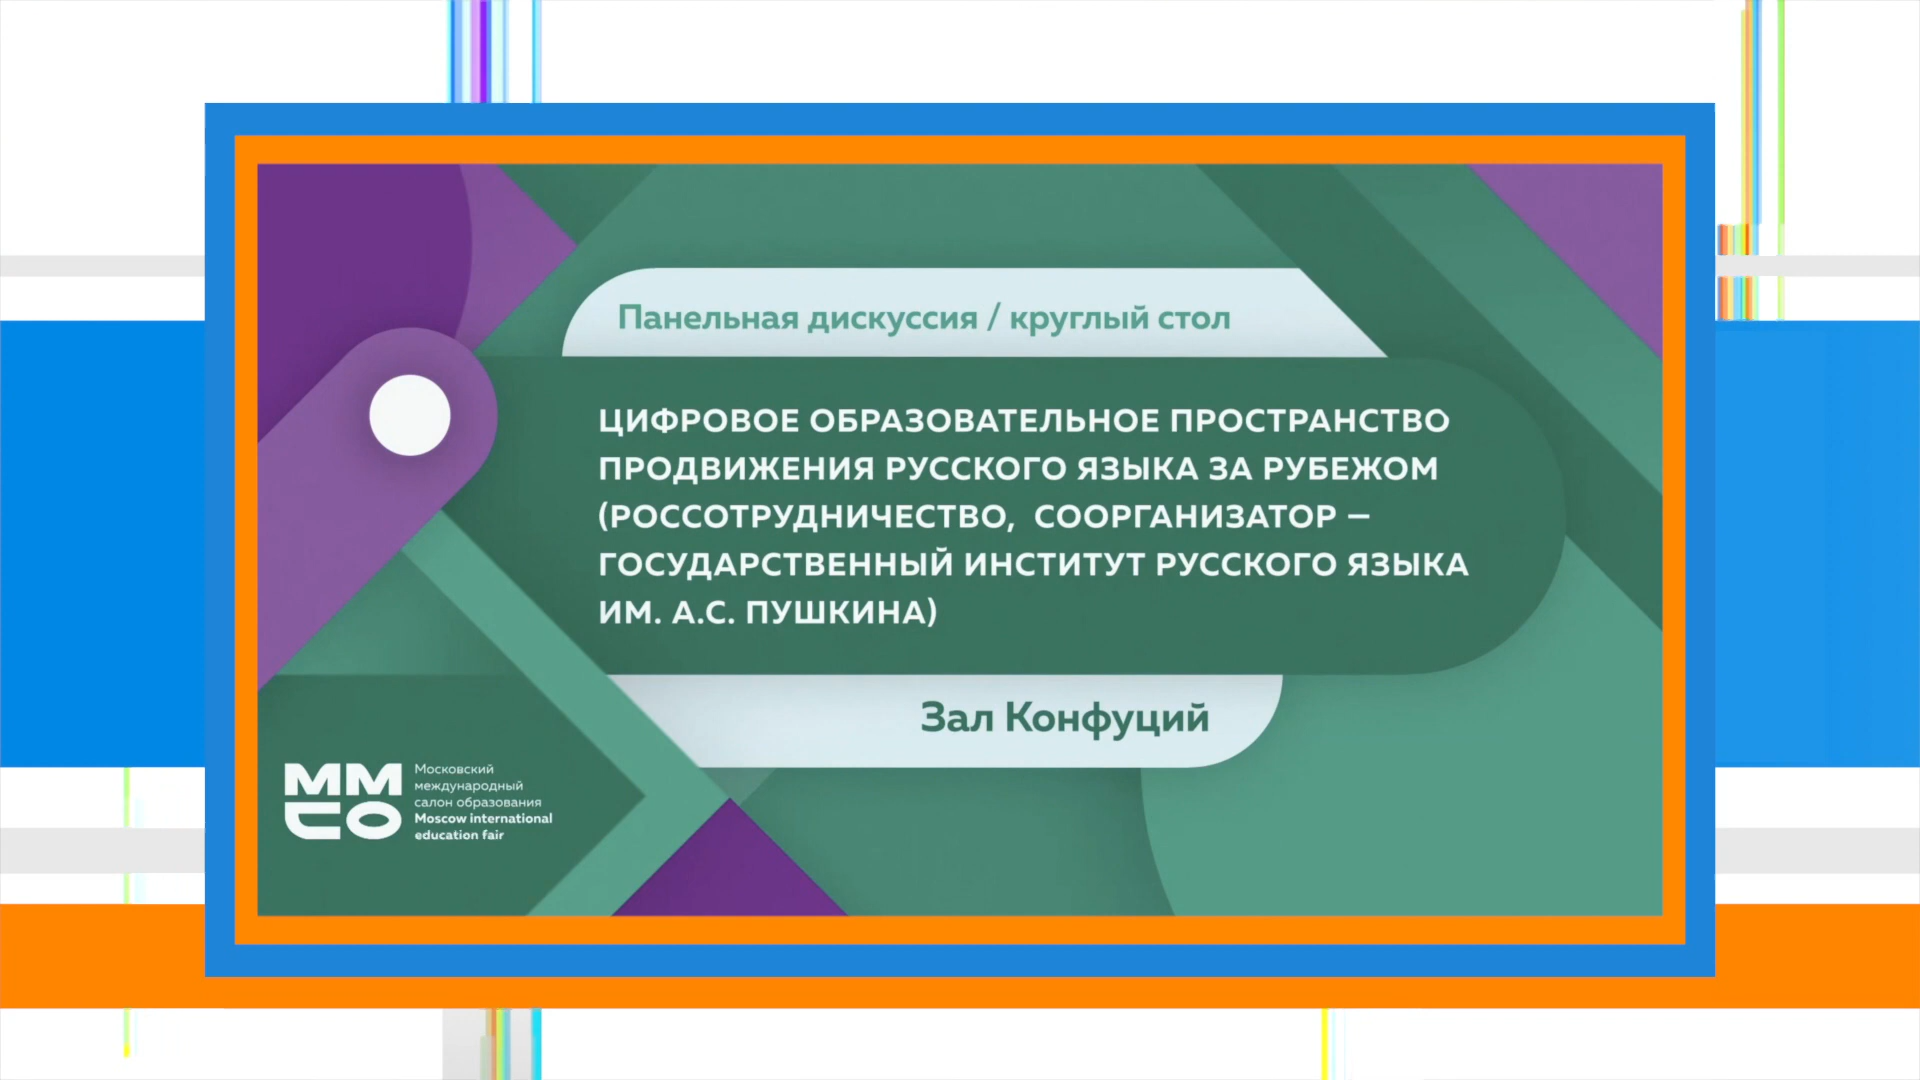 Панельная дискуссия / круглый стол
ЦИФРОВОЕ ОБРАЗОВАТЕЛЬНОЕ ПРОСТРАНСТВО
ПРОДВИЖЕНИЯ РУССКОГО ЯЗЫКА ЗА РУБЕЖОМ
(РОССОТРУДНИЧЕСТВО, СООРГАНИЗАТОР –
ГОСУДАРСТВЕННЫЙ ИНСТИТУТ РУССКОГО ЯЗЫКА
ИМ. А.С. ПУШКИНА)
Зал Конфуций
ММ
СО
Московский
международный
салон образования
Moscow international
education fair